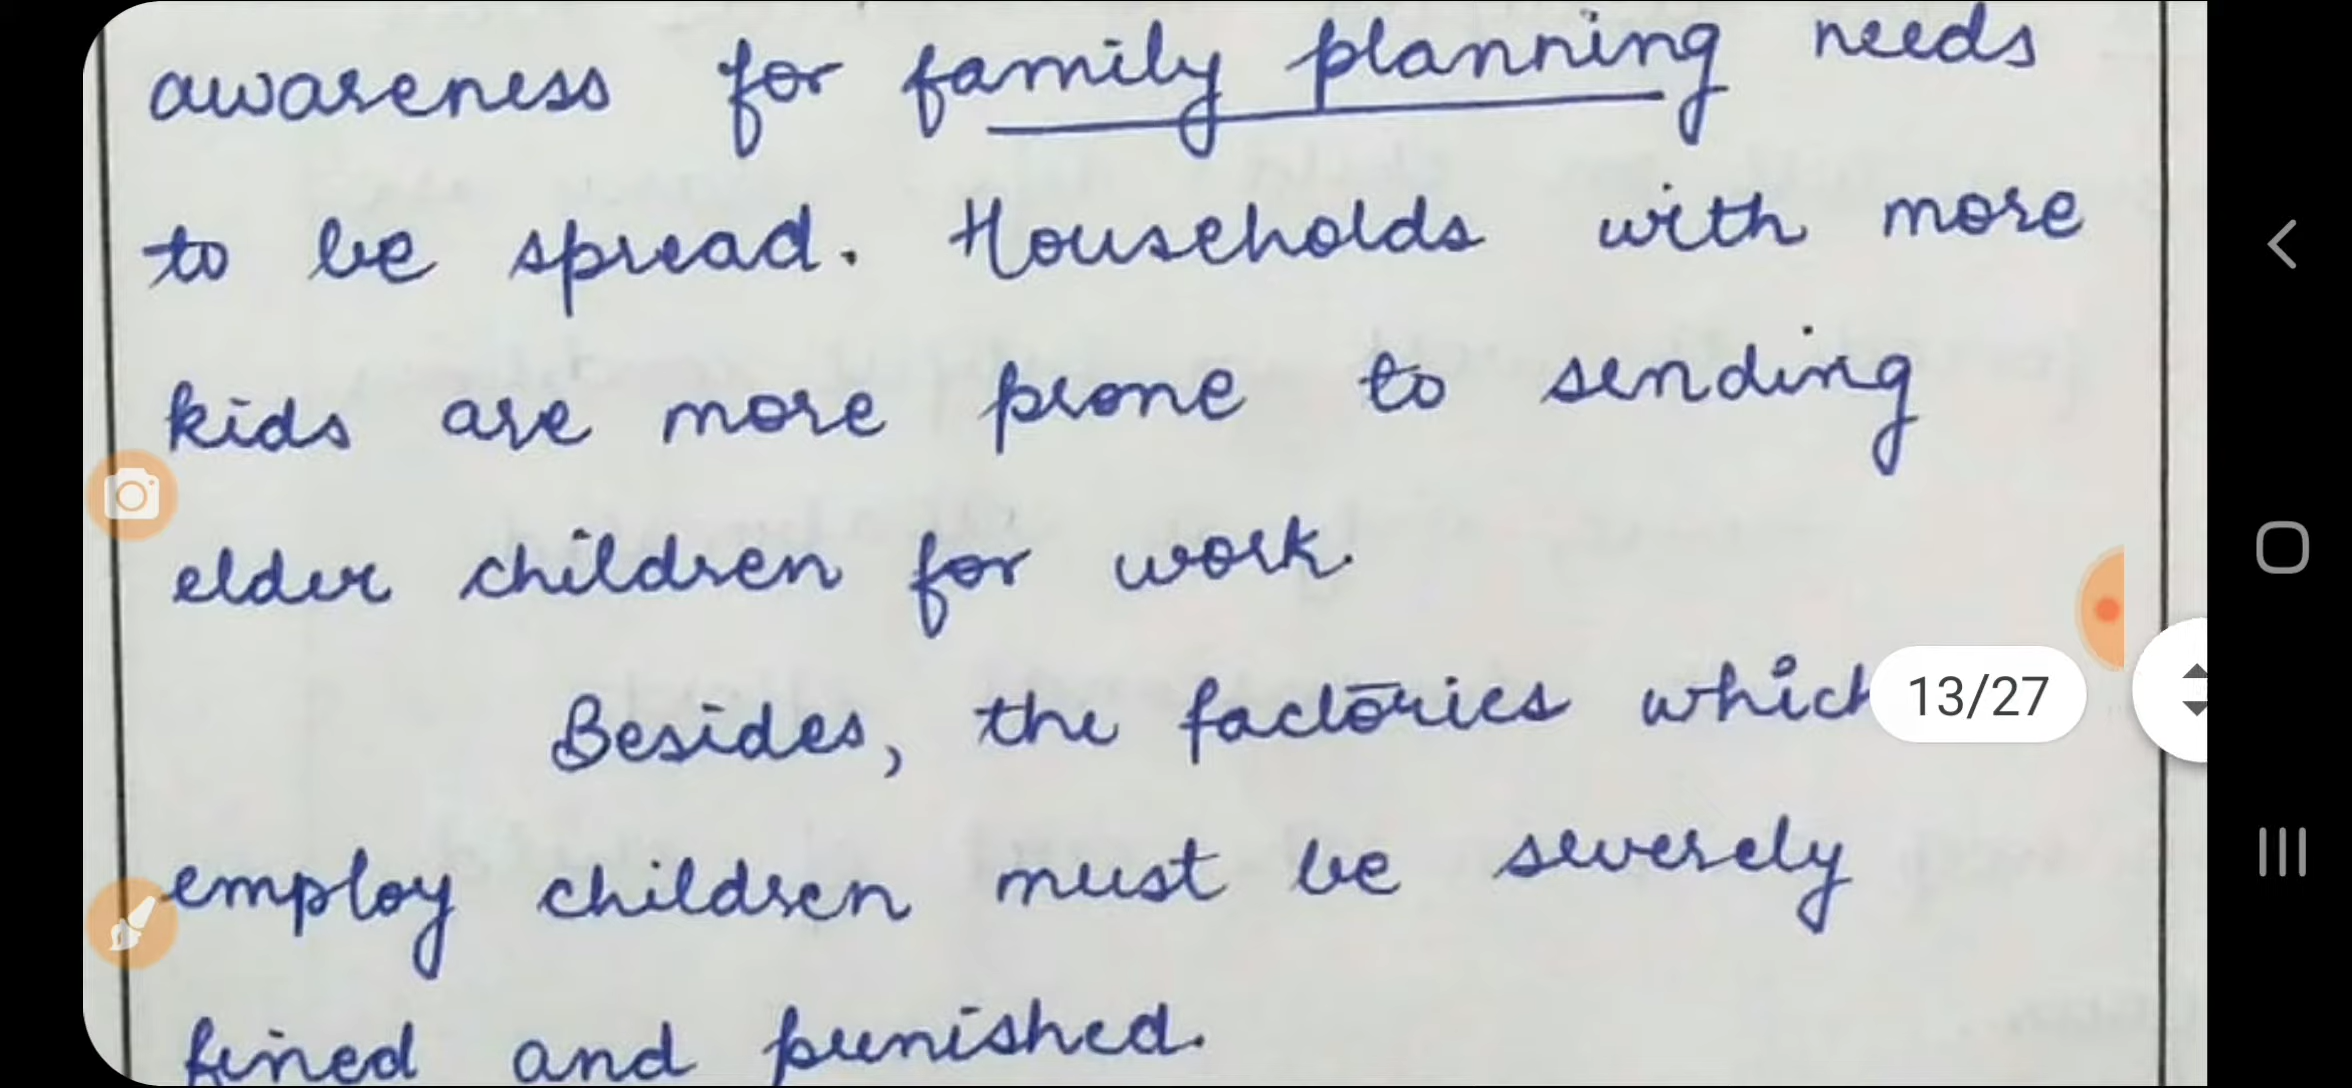 awareness for family planning needs
to be spread. Households with more
kids are more prone to sending
elder children for work.
Besides, the factories which
13/27
employ children must be severely
fined and punished.